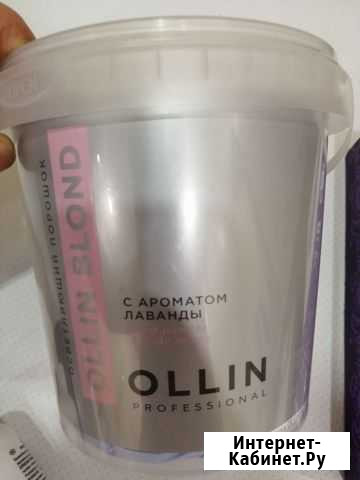 ОСВЕТЛЯЮЩИЙ ПОРОШОК
OLLIN BLOND
С АРОМАТОМ
ЛАВАНДЫ
OLLIN
PROFESSIONAL
Интернет-
Кабинет.Ру